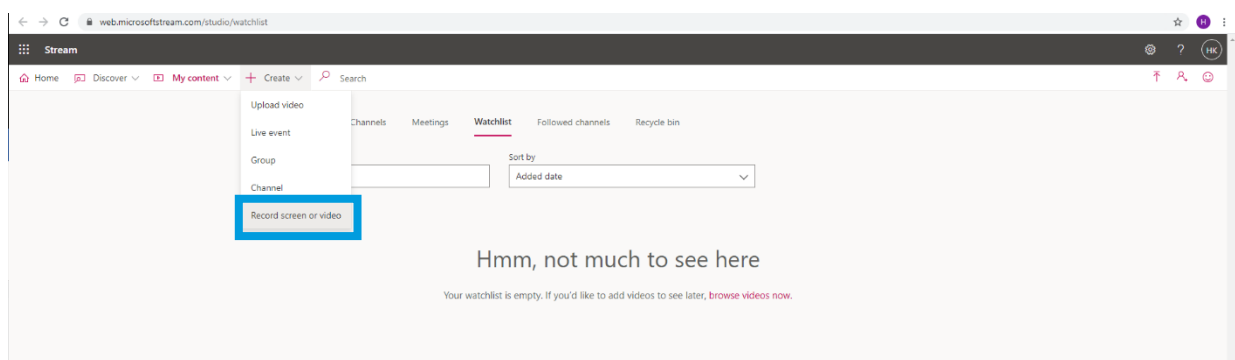 web.microsoftstream.com/studio/watchlist
H
Stream
?
HK
Home Discover My content Create Search
Upload video
Live event
Group
Channel
Record screen or video
Channels Meetings Watchlist Followed channels Recycle bin
Sort by
Added date
Hmm, not much to see here
Your watchlist is empty. If you'd like to add videos to see later, browse videos now.